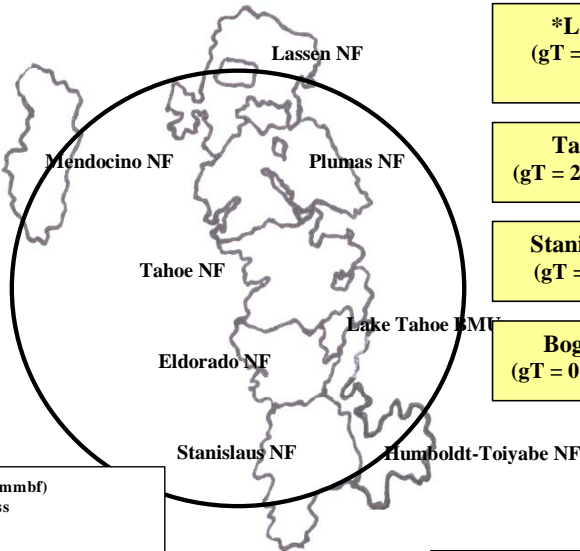 Lassen NF
Mendocino NF
Plumas NF
Tahoe NF
Lake Tahoe BMU
Eldorado NF
Stanislaus NF
Humboldt-Toiyabe NF
*L
(gT =
Ta
(gT = 2
Stani
(gT =
Bog
(gT = 0
mmbf)
ss